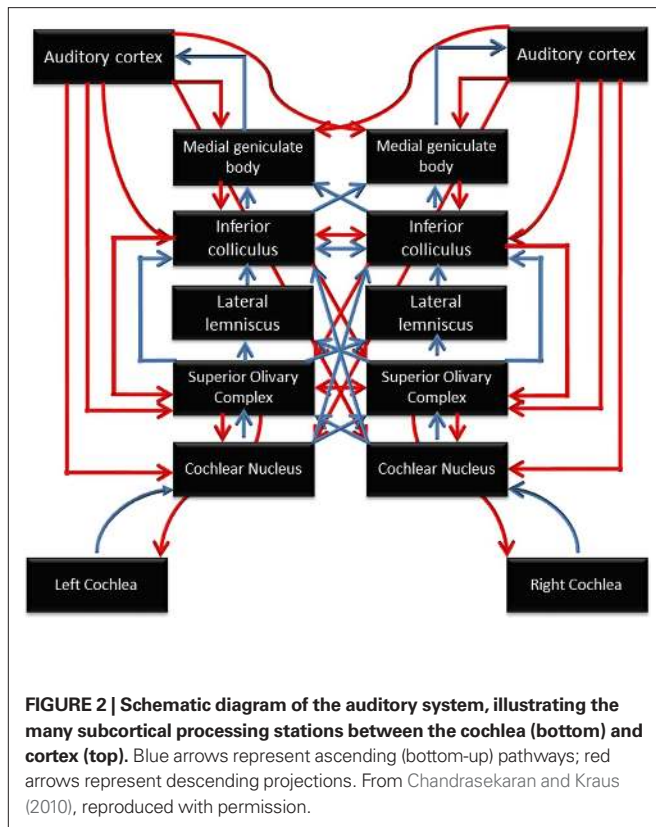 Auditory cortex
Auditory cortex
Medial geniculate
body
Medial geniculate
body
Inferior
colliculus
Inferior
colliculus
Lateral
lemniscus
Lateral
lemniscus
Superior Olivary
Complex
Superior Olivary
Complex
Cochlear Nucleus
Cochlear Nucleus
Left Cochlea
Right Cochlea
FIGURE 2 | Schematic diagram of the auditory system, illustrating the
many subcortical processing stations between the cochlea (bottom) and
cortex (top). Blue arrows represent ascending (bottom-up) pathways; red
arrows represent descending projections. From Chandrasekaran and Kraus
(2010), reproduced with permission.